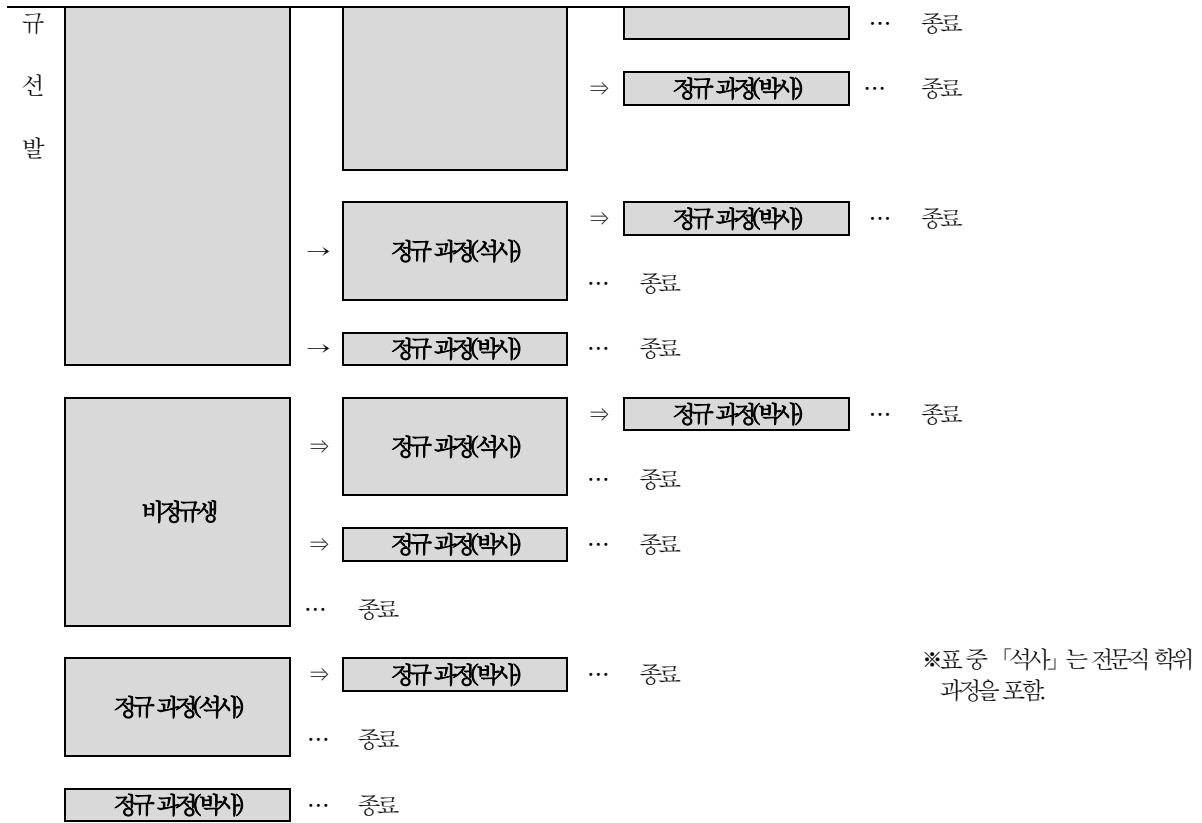 규 … 종료
선 ⇒ 정규 과정(박사) … 종료
발
⇒ 정규 과정(박사) … 종료
→ 정규 과정(석사)
… 종료
→ 정규 과정(박사) … 종료
⇒ 정규 과정(박사) … 종료
⇒ 정규 과정(석사)
… 종료
비정규생
⇒ 정규 과정(박사) … 종료
… 종료
※표 중 「석사」는 전문직 학위
과정을 포함.
⇒ 정규 과정(박사) … 종료
정규 과정(석사)
… 종료
정규 과정(박사) … 종료